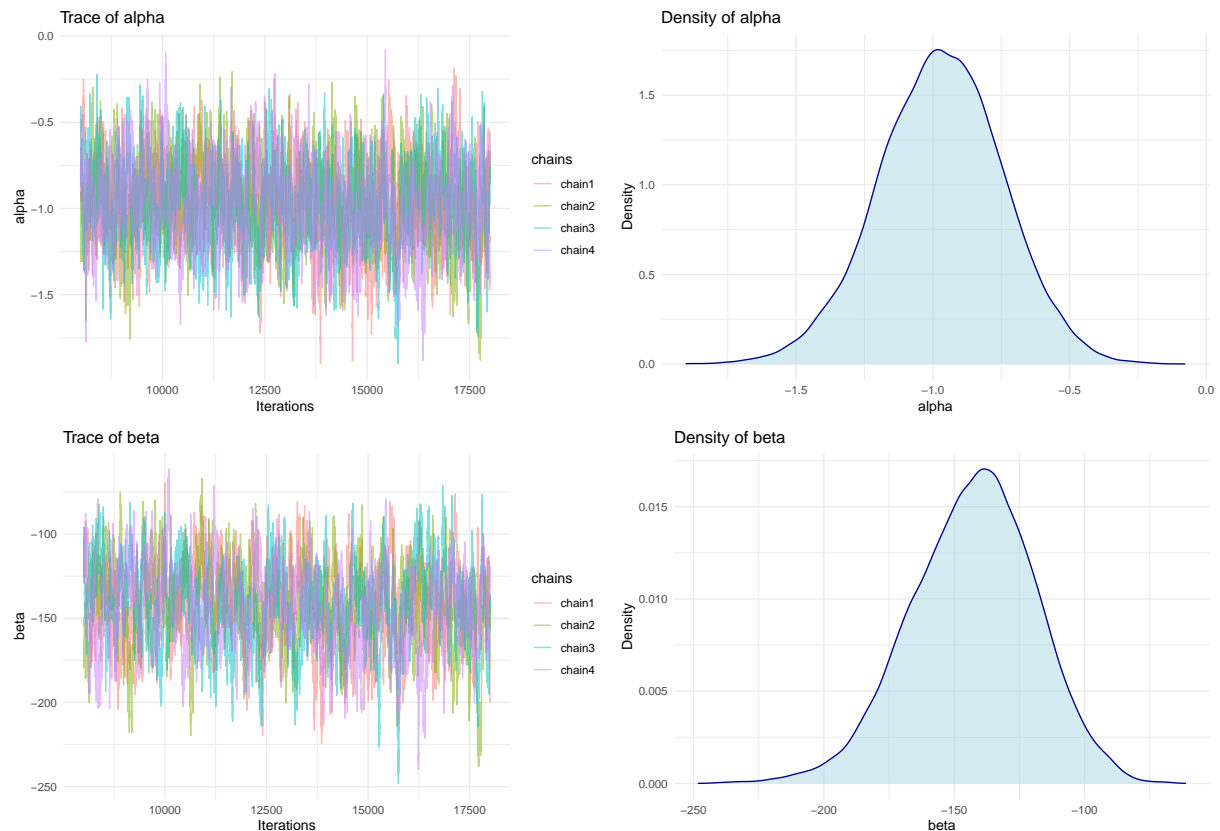 Trace of alpha
0.0
−0.5
−1.0
−1.5
alpha
10000 12500 15000 17500
Iterations
chains
chain1
chain2
chain3
chain4
Density of alpha
1.5
1.0
0.5
0.0
Density
−1.5 −1.0 −0.5 0.0
alpha
Trace of beta
−100
−150
−200
−250
beta
10000 12500 15000 17500
Iterations
chains
chain1
chain2
chain3
chain4
Density of beta
0.015
0.010
0.005
0.000
Density
−250 −200 −150 −100
beta